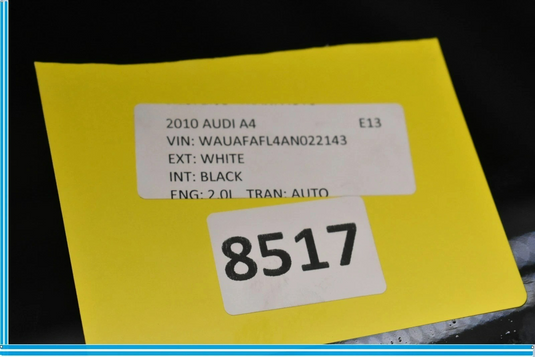 2010 AUDI A4 E13
VIN: WAUAFAFL4AN022143
EXT: WHITE
INT: BLACK
ENG: 2.0L TRAN: AUTO
8517